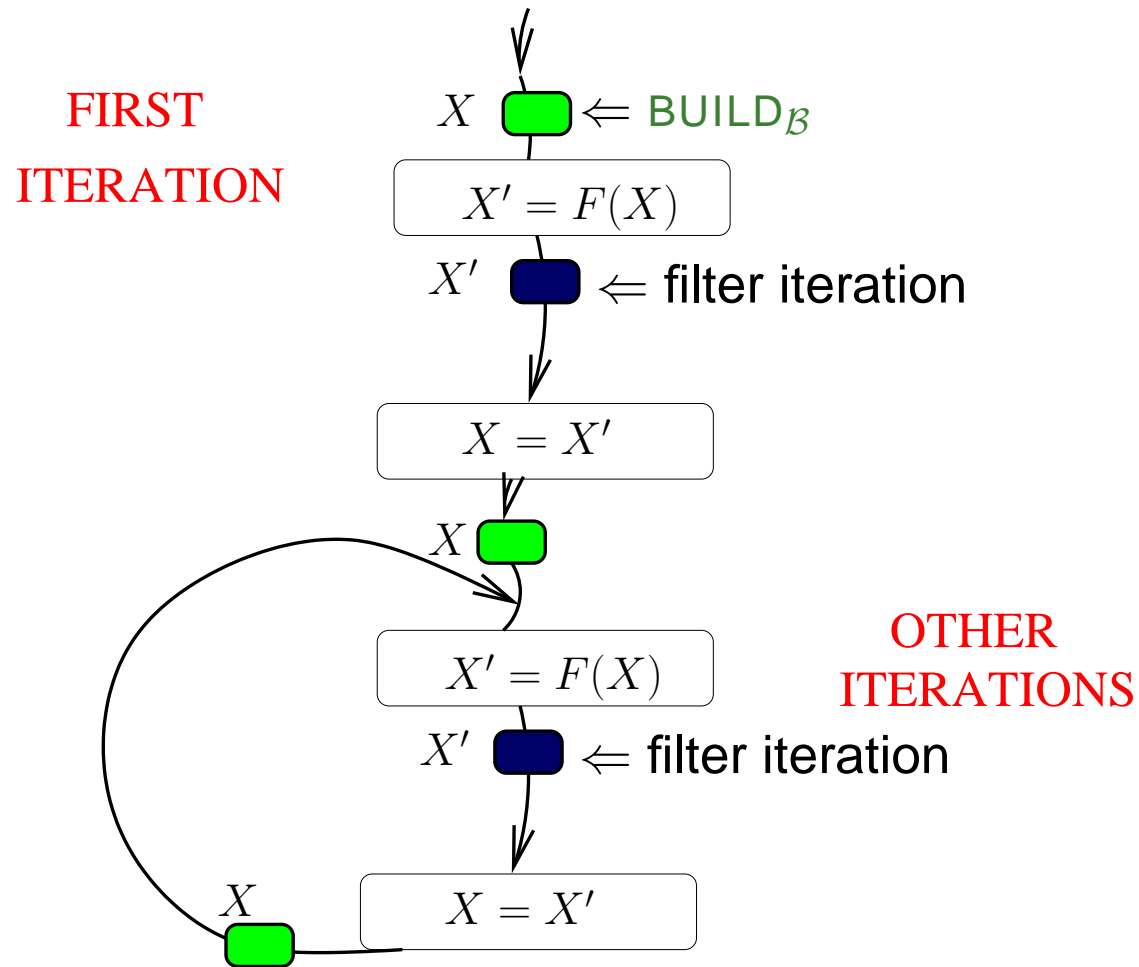 FIRST
ITERATION
X ⇐ BUILD_ℬ
X′ = F(X)
X′ ⇐ filter iteration
X = X′
X
OTHER
ITERATIONS
X′ = F(X)
X′ ⇐ filter iteration
X
X = X′